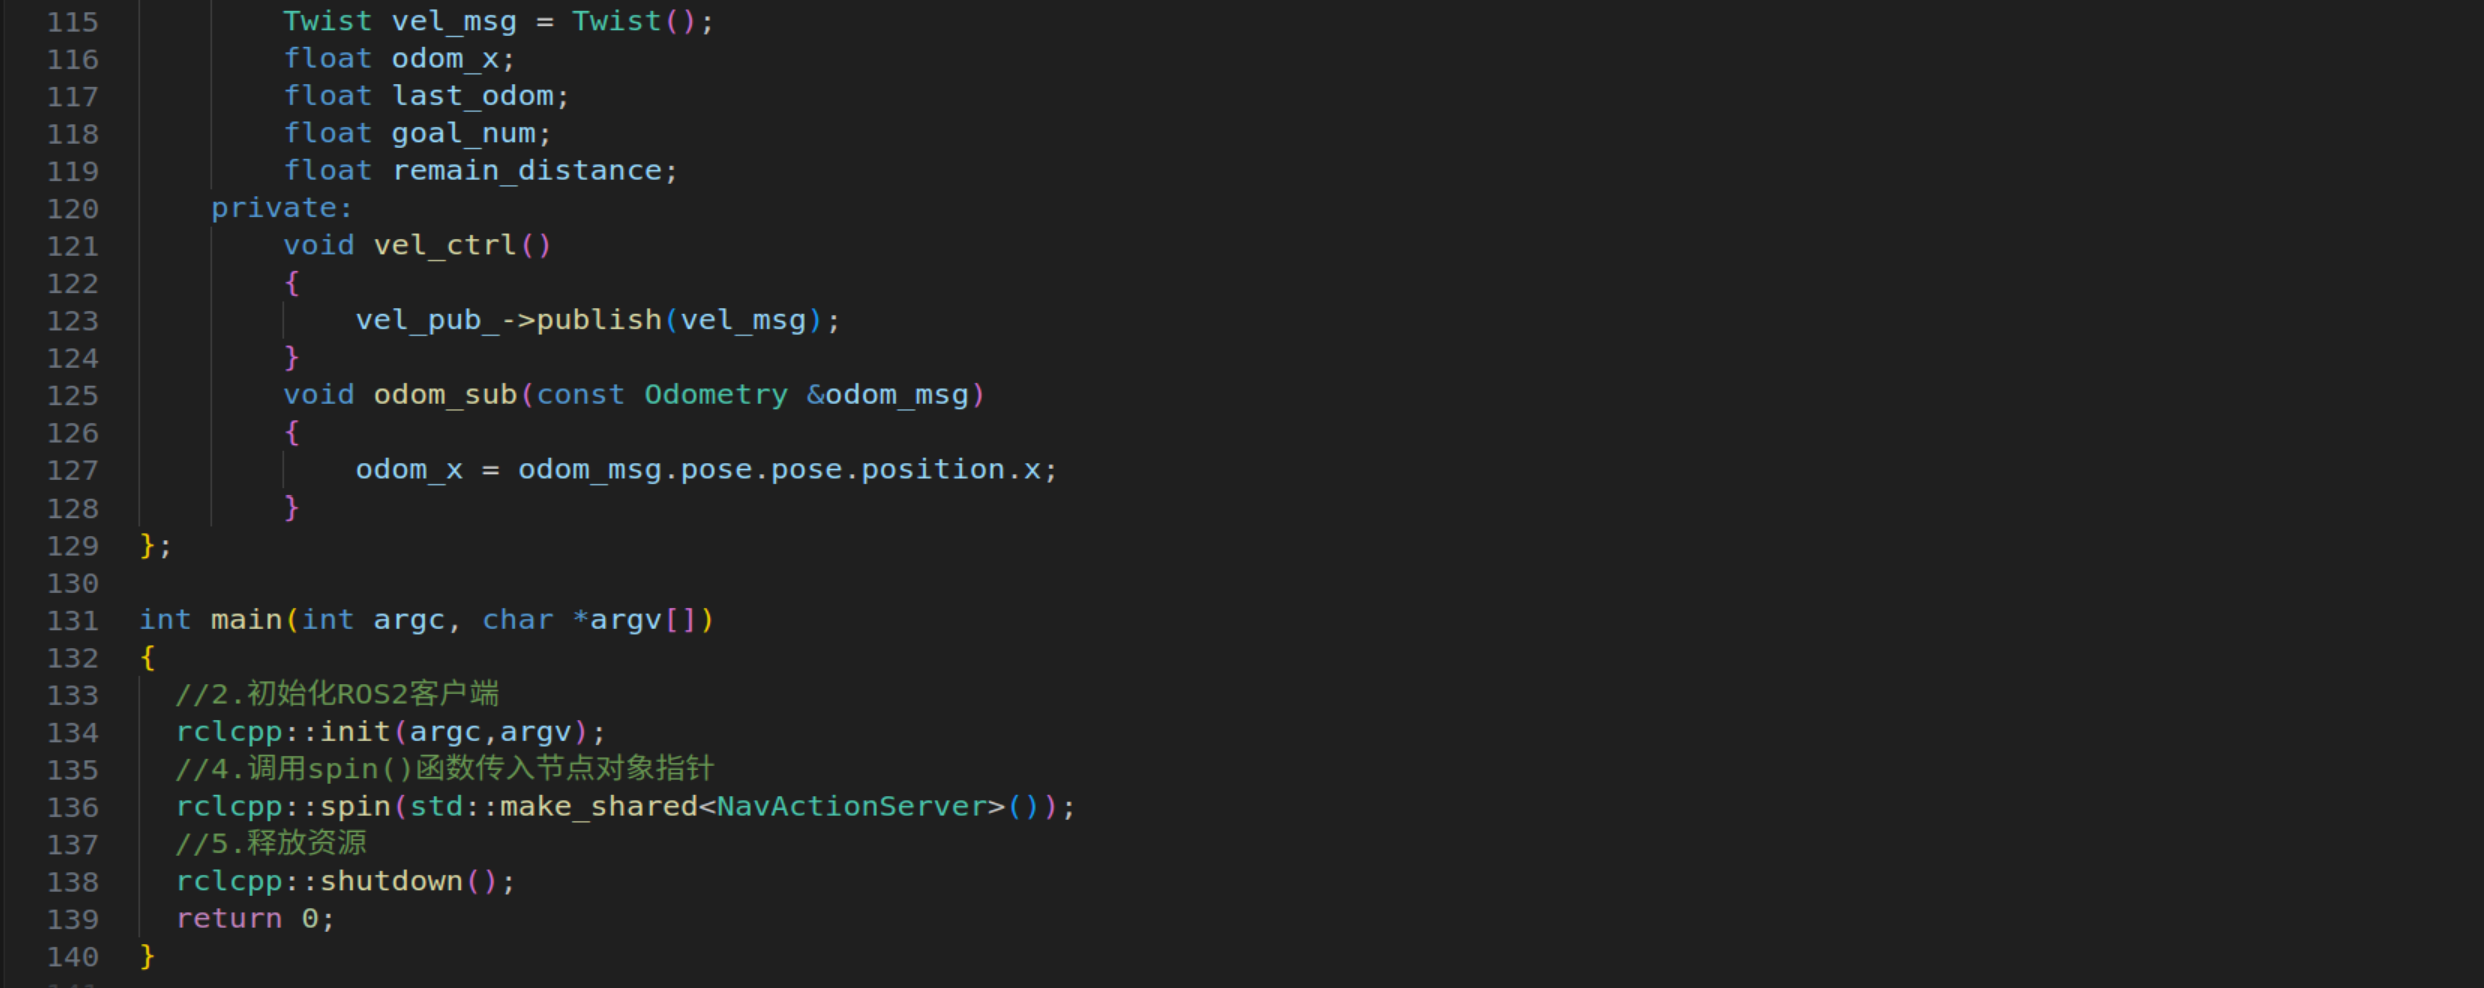 115 Twist vel_msg = Twist();
116 float odom_x;
117 float last_odom;
118 float goal_num;
119 float remain_distance;
120 private:
121 void vel_ctrl()
122 {
123 vel_pub_->publish(vel_msg);
124 }
125 void odom_sub(const Odometry &odom_msg)
126 {
127 odom_x = odom_msg.pose.pose.position.x;
128 }
129 };
130
131 int main(int argc, char *argv[])
132 {
133 //2.初始化ROS2客户端
134 rclcpp::init(argc,argv);
135 //4.调用spin()函数传入节点对象指针
136 rclcpp::spin(std::make_shared<NavActionServer>());
137 //5.释放资源
138 rclcpp::shutdown();
139 return 0;
140 }